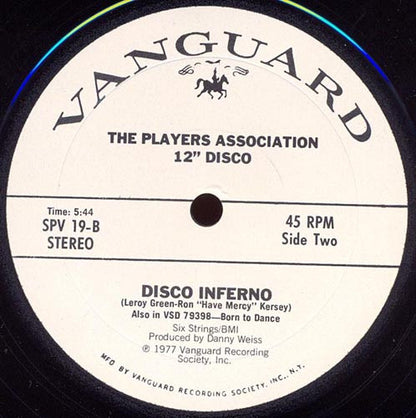 VANGUARD
THE PLAYERS ASSOCIATION
12" DISCO
Time: 5:44
SPV 19-B
STEREO
45 RPM
Side Two
DISCO INFERNO
(Leroy Green-Ron "Have Mercy" Kersey)
Also in VSD 79398—Born to Dance
Six Strings/BMI
Produced by Danny Weiss
℗ 1977 Vanguard Recording
Society, Inc.
MFG BY VANGUARD RECORDING SOCIETY, INC., N.Y.